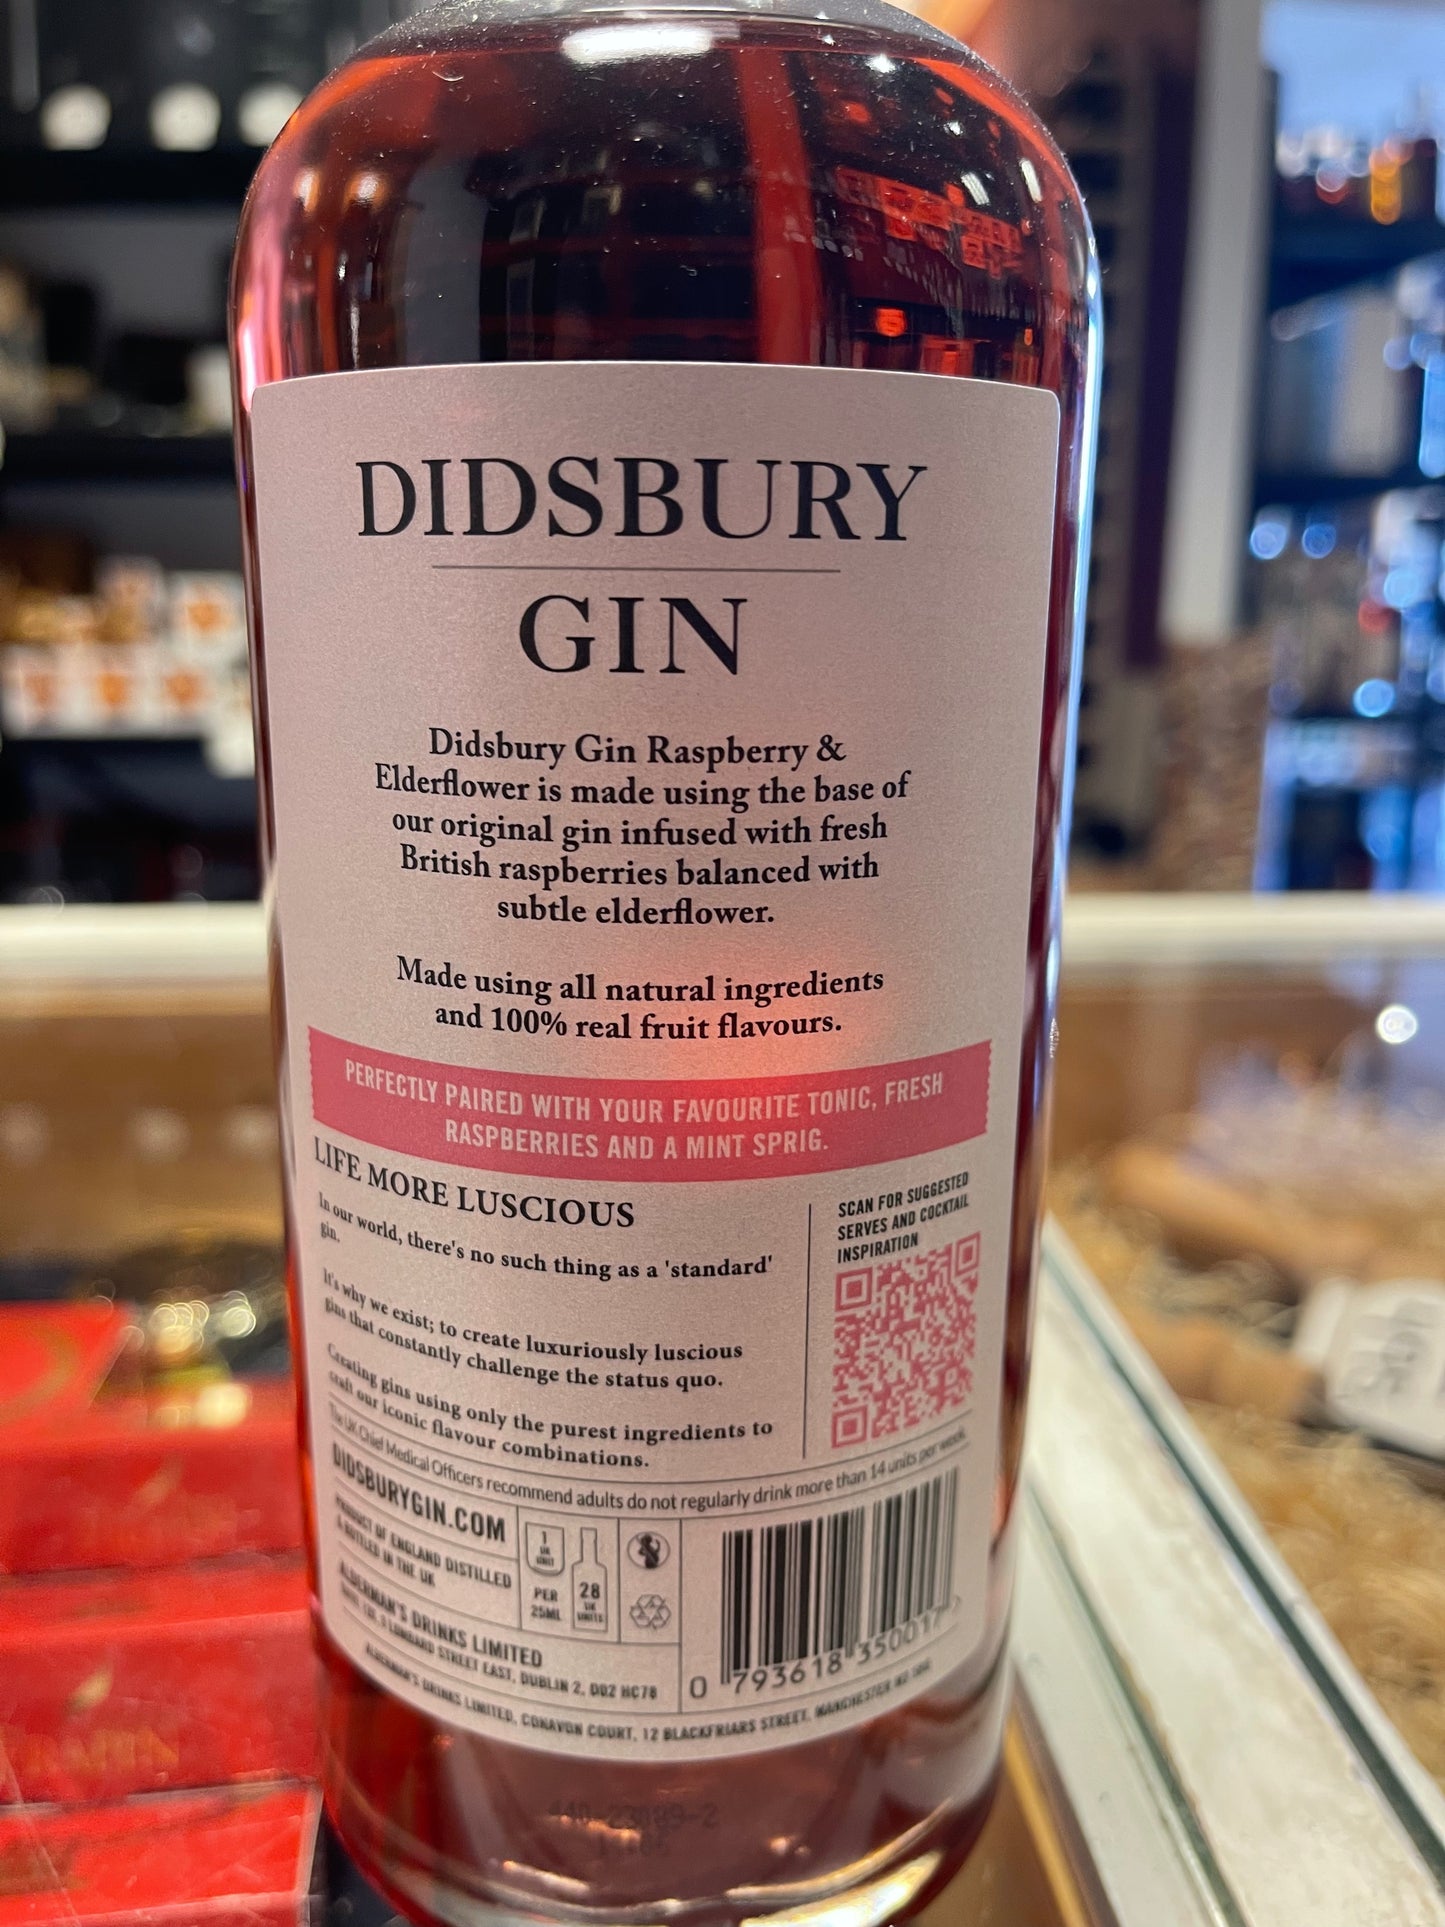 DIDSBURY
GIN
Didsbury Gin Raspberry &
Elderflower is made using the base of
our original gin infused with fresh
British raspberries balanced with
subtle elderflower.
Made using all natural ingredients
and 100% real fruit flavours.
PERFECTLY PAIRED WITH YOUR FAVOURITE TONIC, FRESH
RASPBERRIES AND A MINT SPRIG.
LIFE MORE LUSCIOUS
In our world, there's no such thing as a 'standard'
gin.
It's why we exist; to create luxuriously luscious
gins that constantly challenge the status quo.
Creating gins using only the purest ingredients to
craft our iconic flavour combinations.
SCAN FOR SUGGESTED
SERVES AND COCKTAIL
INSPIRATION
The UK Chief Medical Officers recommend adults do not regularly drink more than 14 units per week.
DIDSBURYGIN.COM
PRODUCT OF ENGLAND DISTILLED
& BOTTLED IN THE UK
1
UK
UNIT
PER
25ML
28
UK
UNITS
ALDERMAN'S DRINKS LIMITED
LOMBARD STREET EAST, DUBLIN 2, D02 HC78
ALDERMAN'S DRINKS LIMITED, CONAVON COURT, 12 BLACKFRIARS STREET, MANCHESTER
0 793618 350017